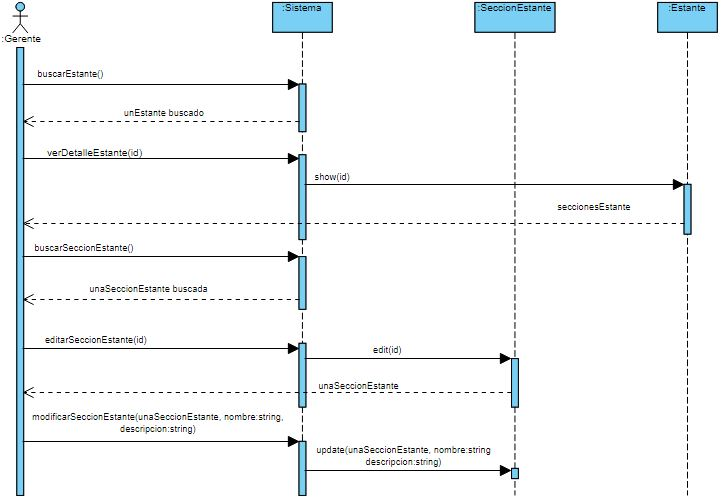 :Sistema
:SeccionEstante
:Estante
:Gerente
buscarEstante()
unEstante buscado
verDetalleEstante(id)
show(id)
seccionesEstante
buscarSeccionEstante()
unaSeccionEstante buscada
editarSeccionEstante(id)
edit(id)
unaSeccionEstante
modificarSeccionEstante(unaSeccionEstante, nombre:string,
descripcion:string)
update(unaSeccionEstante, nombre:string
descripcion:string)